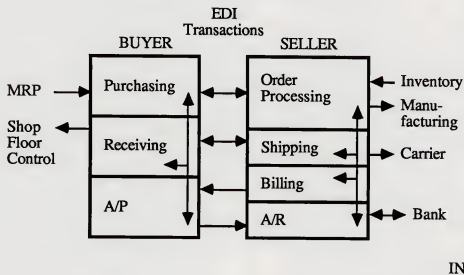 EDI
Transactions
BUYER
SELLER
MRP
Purchasing
Order
Processing
Inventory
Manu-
facturing
Shop
Floor
Control
Receiving
Shipping
Carrier
Billing
A/P
A/R
Bank
IN